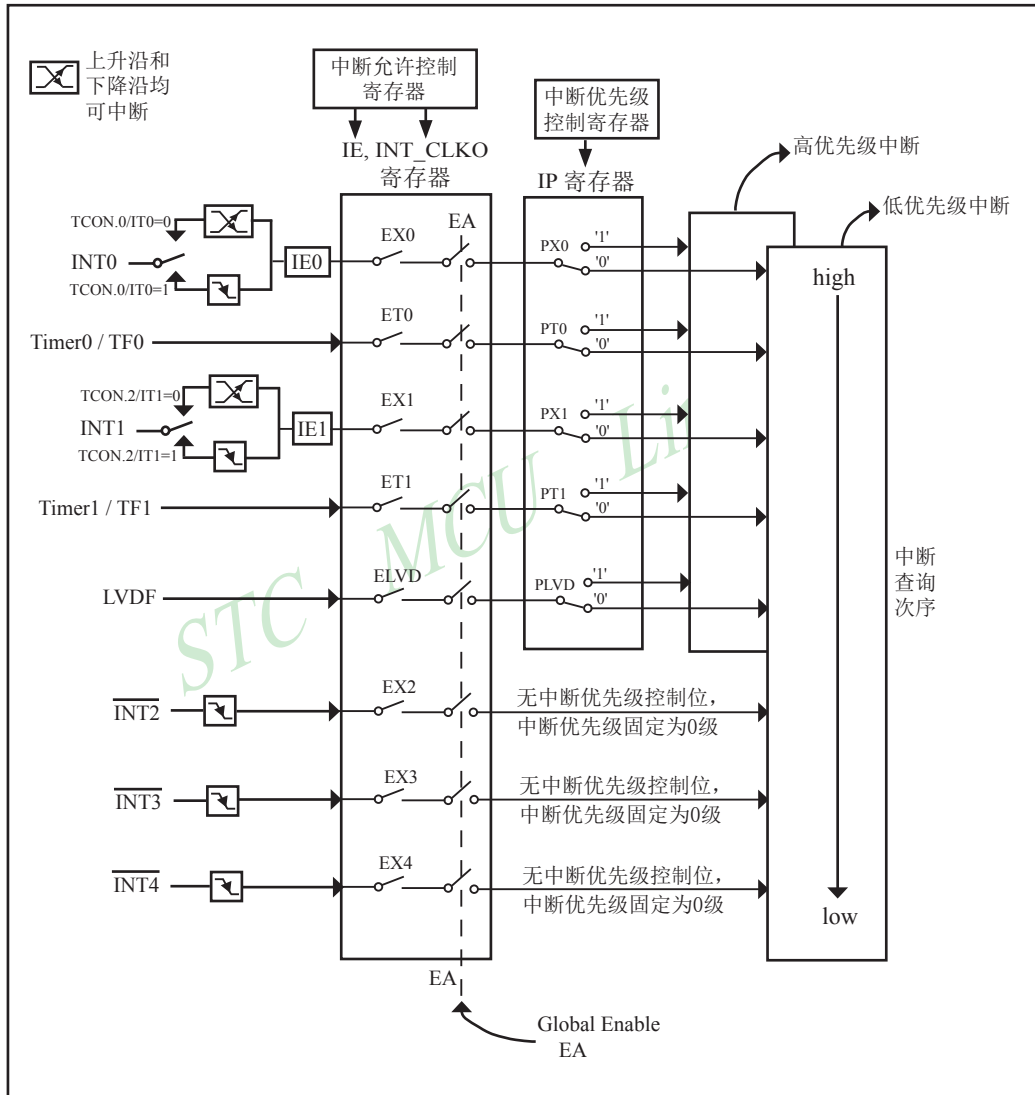 上升沿和
下降沿均
可中断
中断允许控制
寄存器
中断优先级
控制寄存器
IE, INT_CLKO
寄存器
IP 寄存器
高优先级中断
低优先级中断
TCON.0/IT0=0
INT0
TCON.0/IT0=1
IE0
EX0
EA
PX0
'1'
'0'
high
Timer0 / TF0
ET0
PT0
'1'
'0'
TCON.2/IT1=0
INT1
TCON.2/IT1=1
IE1
EX1
PX1
'1'
'0'
Timer1 / TF1
ET1
PT1
'1'
'0'
LVDF
ELVD
PLVD
'1'
'0'
中断
查询
次序
STC MCU
INT2
EX2
无中断优先级控制位，
中断优先级固定为0级
INT3
EX3
无中断优先级控制位，
中断优先级固定为0级
INT4
EX4
无中断优先级控制位，
中断优先级固定为0级
low
EA
Global Enable
EA